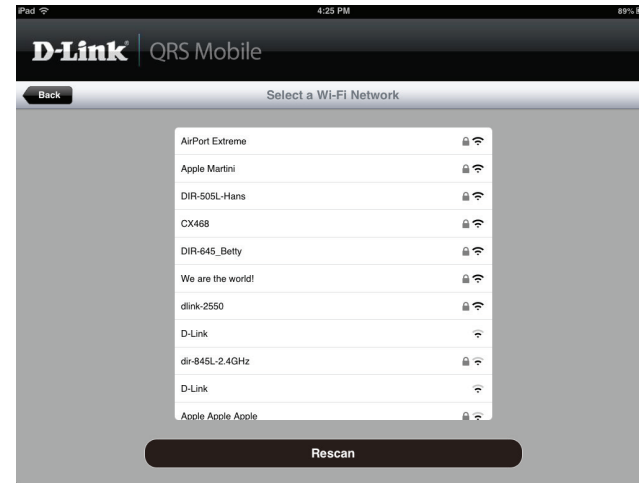 iPad 4:25 PM 89%
D-Link QRS Mobile
Back Select a Wi-Fi Network
AirPort Extreme
Apple Martini
DIR-505L-Hans
CX468
DIR-645_Betty
We are the world!
dlink-2550
D-Link
dir-845L-2.4GHz
D-Link
Apple Apple Apple
Rescan